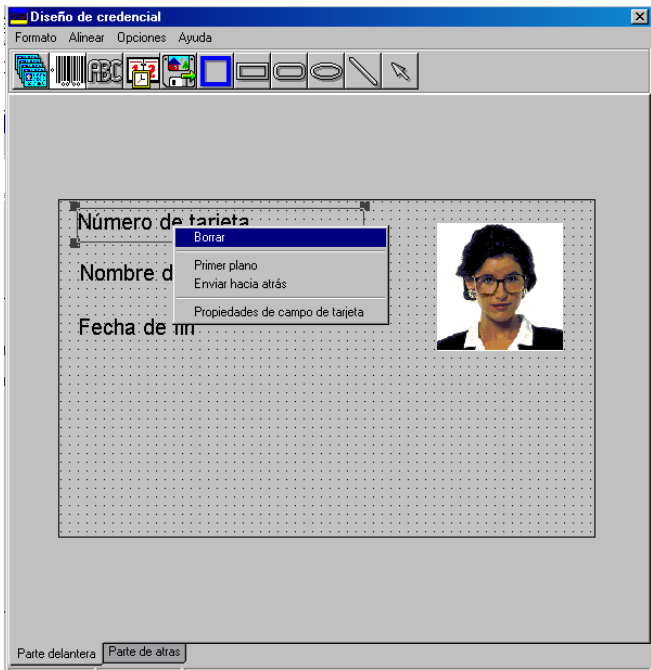 Diseño de credencial
Formato Alinear Opciones Ayuda
ABC
Número de tarjeta
Borrar
Primer plano
Nombre d
Enviar hacia atrás
Propiedades de campo de tarjeta
Fecha de fin
Parte delantera Parte de atras